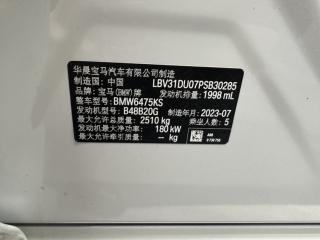 华晨宝马汽车有限公司制造
制造国: 中国 LBV31DU07PSB30285
品牌: 宝马(BMW)牌 发动机排量: 1998 mL
整车型号: BMW6475KS
发动机型号: B48B20G 制造年月: 2023-07
最大允许总质量: 2510 kg 乘坐人数: 5
发动机最大净功率: 180 kW
最大允许牵引质量: — kg